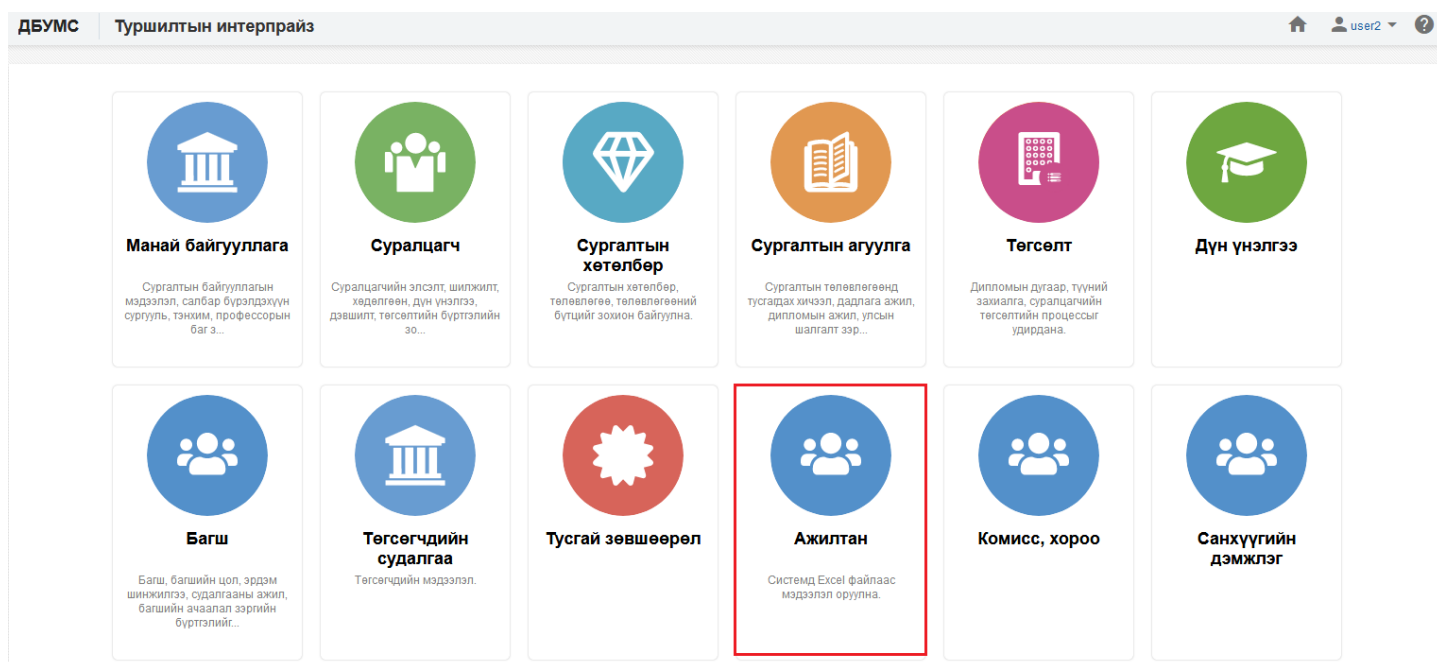 ДБУМС Туршилтын интерпрайз user2
Манай байгууллага
Сургалтын байгууллагын
мэдээлэл, салбар бүрэлдэхүүн
сургууль, тэнхим, профессорын
баг з...
Суралцагч
Суралцагчийн элсэлт, шилжилт,
хөдөлгөөн, дүн үнэлгээ,
дэвшилт, төгсөлтийн бүртгэлийн
зо...
Сургалтын
хөтөлбөр
Сургалтын хөтөлбөр,
төлөвлөгөө, төлөвлөгөөний
бүтцийг зохион байгуулна.
Сургалтын агуулга
Сургалтын төлөвлөгөөнд
тусгагдах хичээл, дадлага ажил,
дипломын ажил, улсын
шалгалт зэр...
Төгсөлт
Дипломын дугаар, түүний
захиалга, суралцагчийн
төгсөлтийн процессыг
удирдана.
Дүн үнэлгээ
Багш
Багш, багшийн цол, эрдэм
шинжилгээ, судалгааны ажил,
багшийн ачаалал зэргийн
бүртгэлийг...
Төгсөгчдийн
судалгаа
Төгсөгчдийн мэдээлэл.
Тусгай зөвшөөрөл
Ажилтан
Системд Excel файлаас
мэдээлэл оруулна.
Комисс, хороо
Санхүүгийн
дэмжлэг